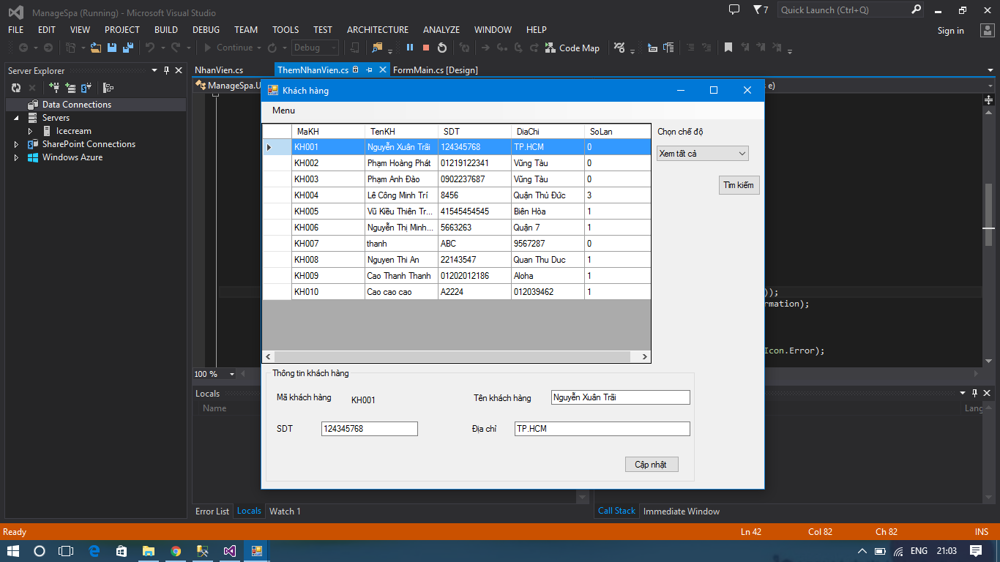 ManageSpa (Running) - Microsoft Visual Studio
7
Quick Launch (Ctrl+Q)
FILE EDIT VIEW PROJECT BUILD DEBUG TEAM TOOLS TEST ARCHITECTURE ANALYZE WINDOW HELP
Sign in
Continue
Debug
Code Map
Server Explorer
NhanVien.cs
ThemNhanVien.cs
FormMain.cs [Design]
ManageSpa.U
e)
Data Connections
Servers
Icecream
SharePoint Connections
Windows Azure
Khách hàng
Menu
MaKH TenKH SDT DiaChi SoLan
KH001 Nguyễn Xuân Trãi 124345768 TP.HCM 0
KH002 Phạm Hoàng Phát 01219122341 Vũng Tàu 0
KH003 Phạm Anh Đào 0902237687 Vũng Tàu 0
KH004 Lê Công Minh Trí 8456 Quận Thủ Đức 3
KH005 Vũ Kiều Thiên Tr... 41545454545 Biên Hòa 1
KH006 Nguyễn Thị Minh... 5663263 Quận 7 1
KH007 thanh ABC 9567287 0
KH008 Nguyen Thi An 22143547 Quan Thu Duc 1
KH009 Cao Thanh Thanh 01202012186 Aloha 1
KH010 Cao cao cao A2224 012039462 1
Chọn chế độ
Xem tất cả
Tìm kiếm
));
rmation);
Icon.Error);
Thông tin khách hàng
Mã khách hàng KH001 Tên khách hàng Nguyễn Xuân Trãi
SDT 124345768 Địa chỉ TP.HCM
Cập nhật
100 %
Locals
Name
Lang
Error List Locals Watch 1
Call Stack Immediate Window
Ready Ln 42 Col 82 Ch 82 INS
ENG 21:03